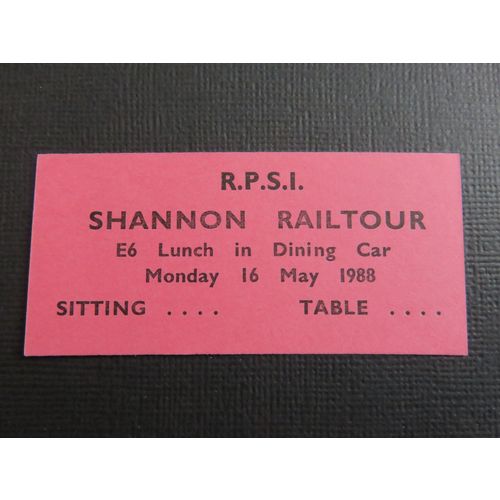 R.P.S.I.
SHANNON RAILTOUR
E6 Lunch in Dining Car
Monday 16 May 1988
SITTING .... TABLE ....